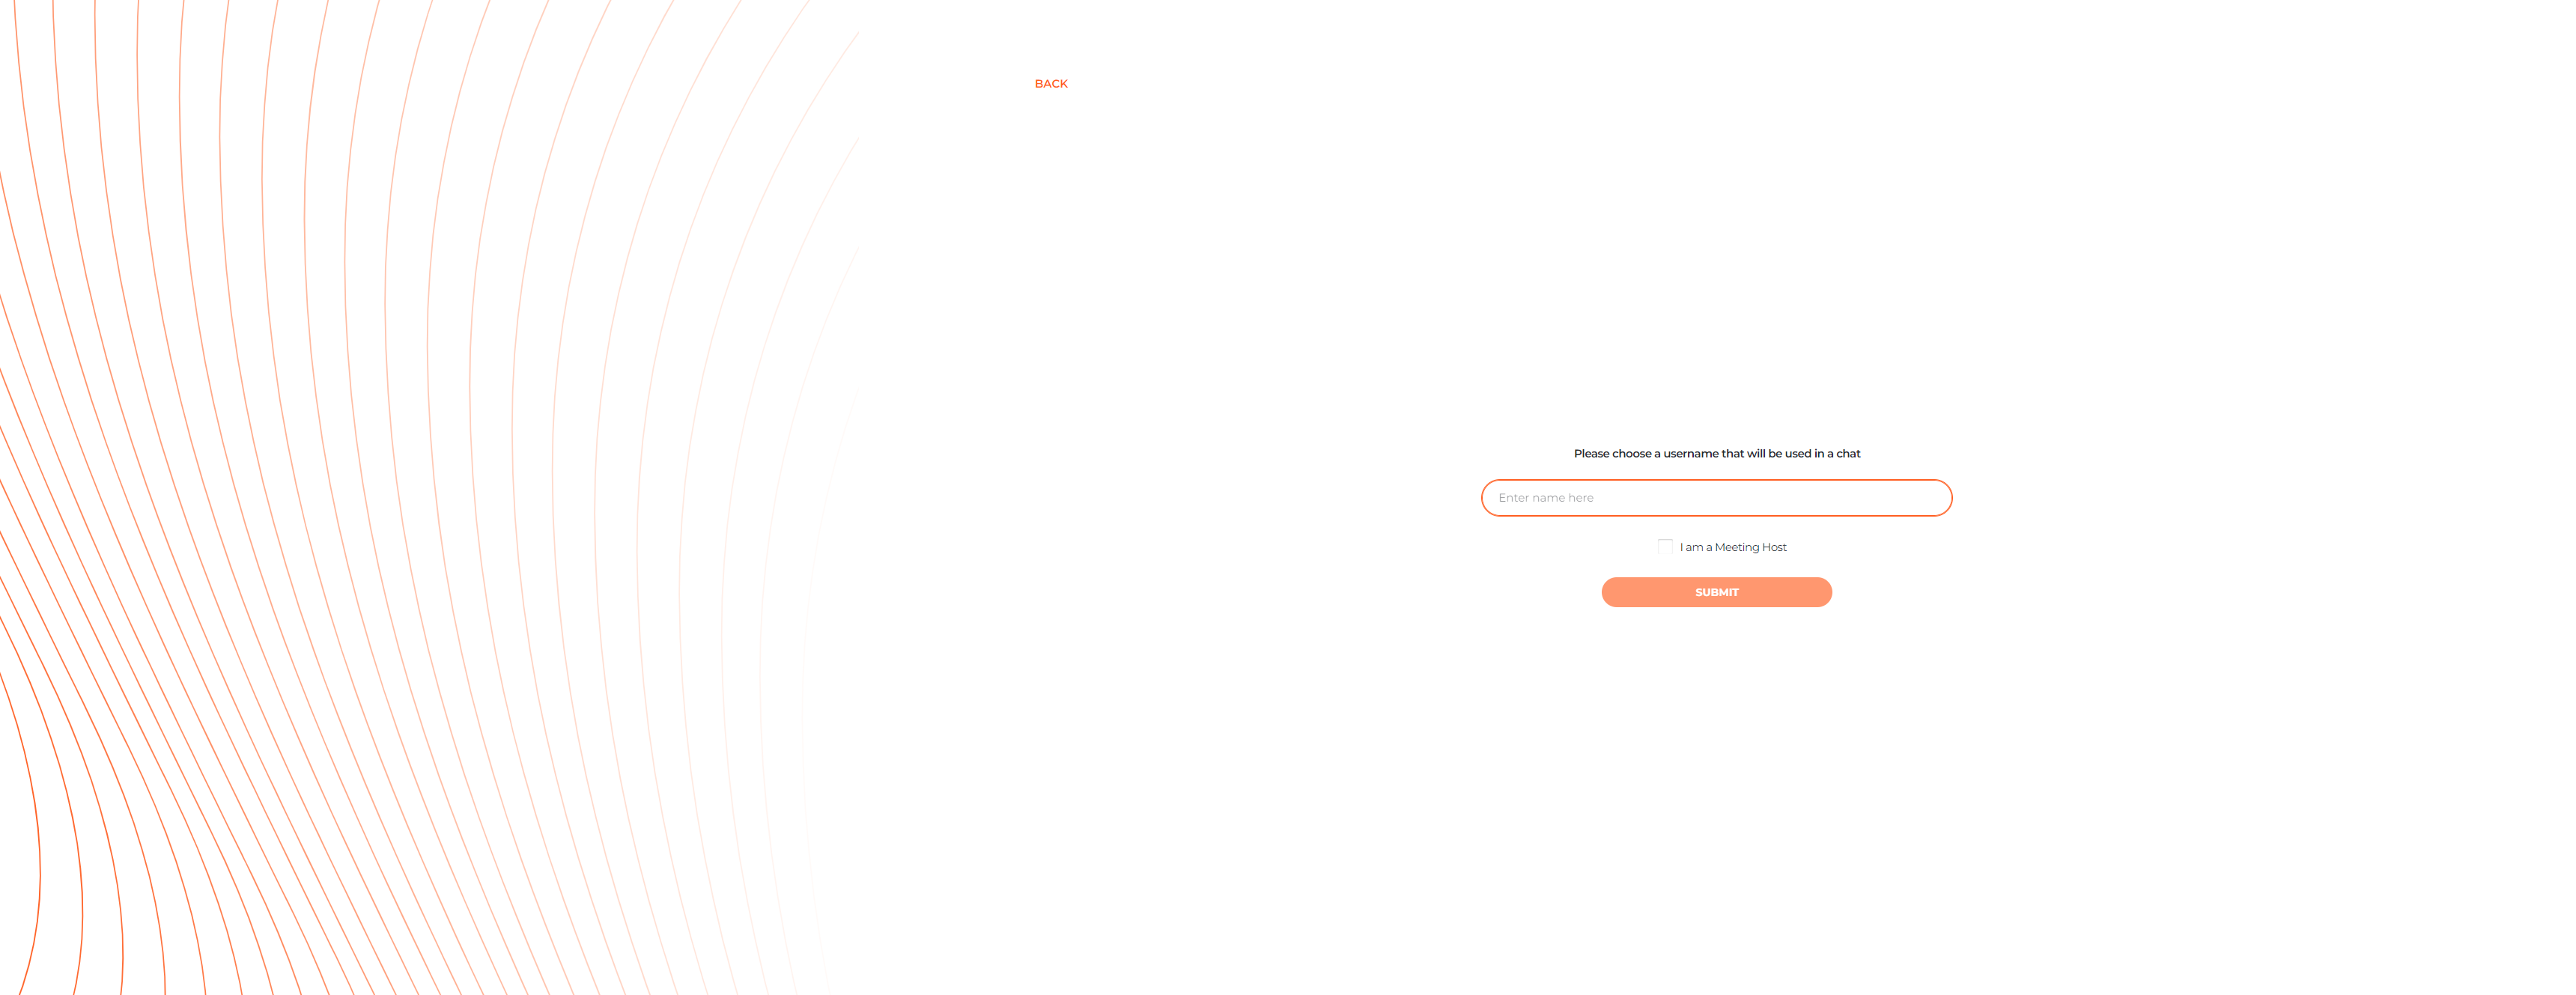 BACK
Please choose a username that will be used in a chat
Enter name here
I am a Meeting Host
SUBMIT